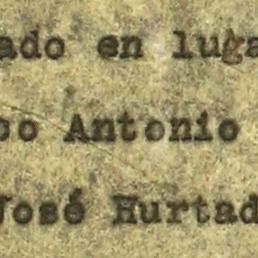 ado en luga
co Antonio
José Hurtad